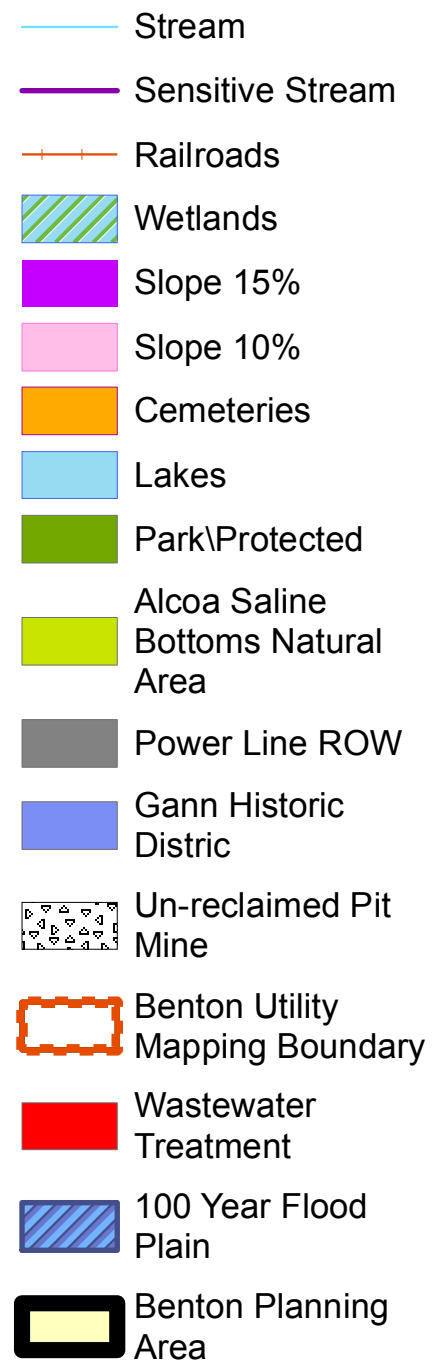 Stream
Sensitive Stream
Railroads
Wetlands
Slope 15%
Slope 10%
Cemeteries
Lakes
Park\Protected
Alcoa Saline
Bottoms Natural
Area
Power Line ROW
Gann Historic
Distric
Un-reclaimed Pit
Mine
Benton Utility
Mapping Boundary
Wastewater
Treatment
100 Year Flood
Plain
Benton Planning
Area